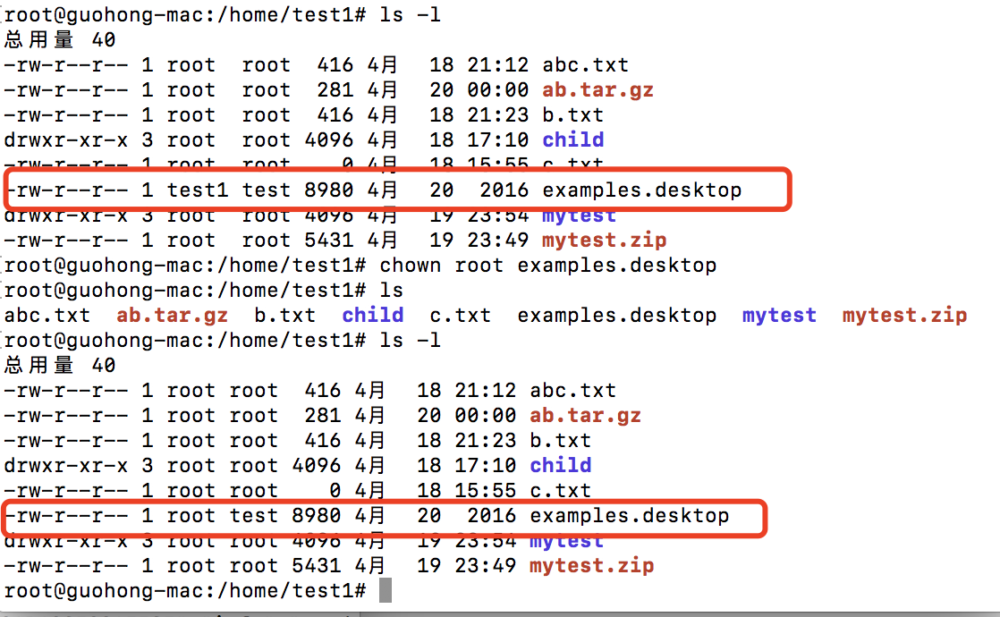 root@guohong-mac:/home/test1# ls -l
总用量 40
-rw-r--r-- 1 root  root  416 4月  18 21:12 abc.txt
-rw-r--r-- 1 root  root  281 4月  20 00:00 ab.tar.gz
-rw-r--r-- 1 root  root  416 4月  18 21:23 b.txt
drwxr-xr-x 3 root  root 4096 4月  18 17:10 child
-rw-r--r-- 1 root  root    0 4月  18 15:55 c.txt
-rw-r--r-- 1 test1 test 8980 4月  20  2016 examples.desktop
drwxr-xr-x 3 root  root 4096 4月  19 23:54 mytest
-rw-r--r-- 1 root  root 5431 4月  19 23:49 mytest.zip
root@guohong-mac:/home/test1# chown root examples.desktop
root@guohong-mac:/home/test1# ls
abc.txt  ab.tar.gz  b.txt  child  c.txt  examples.desktop  mytest  mytest.zip
root@guohong-mac:/home/test1# ls -l
总用量 40
-rw-r--r-- 1 root root  416 4月  18 21:12 abc.txt
-rw-r--r-- 1 root root  281 4月  20 00:00 ab.tar.gz
-rw-r--r-- 1 root root  416 4月  18 21:23 b.txt
drwxr-xr-x 3 root root 4096 4月  18 17:10 child
-rw-r--r-- 1 root root    0 4月  18 15:55 c.txt
-rw-r--r-- 1 root test 8980 4月  20  2016 examples.desktop
drwxr-xr-x 3 root root 4096 4月  19 23:54 mytest
-rw-r--r-- 1 root root 5431 4月  19 23:49 mytest.zip
root@guohong-mac:/home/test1#